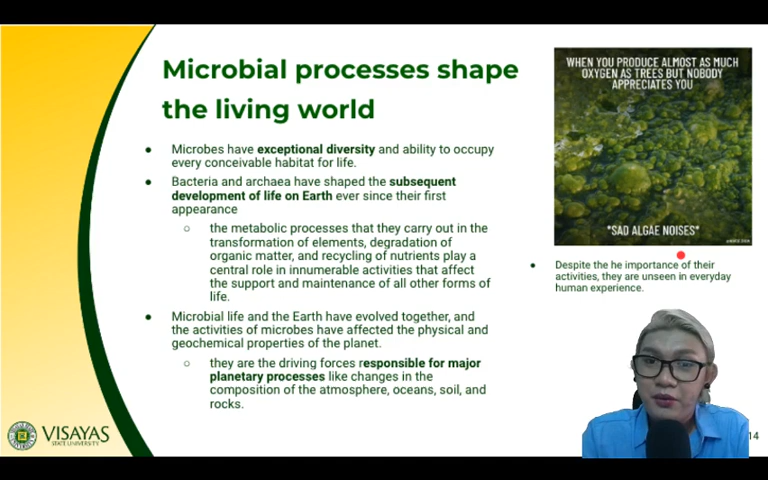 Microbial processes shape
the living world
● Microbes have exceptional diversity and ability to occupy
every conceivable habitat for life.
● Bacteria and archaea have shaped the subsequent
development of life on Earth ever since their first
appearance
○ the metabolic processes that they carry out in the
transformation of elements, degradation of
organic matter, and recycling of nutrients play a
central role in innumerable activities that affect
the support and maintenance of all other forms of
life.
● Microbial life and the Earth have evolved together, and
the activities of microbes have affected the physical and
geochemical properties of the planet.
○ they are the driving forces responsible for major
planetary processes like changes in the
composition of the atmosphere, oceans, soil, and
rocks.
WHEN YOU PRODUCE ALMOST AS MUCH
OXYGEN AS TREES BUT NOBODY
APPRECIATES YOU
*SAD ALGAE NOISES*
● Despite the he importance of their
activities, they are unseen in everyday
human experience.
VISAYAS
STATE UNIVERSITY
14